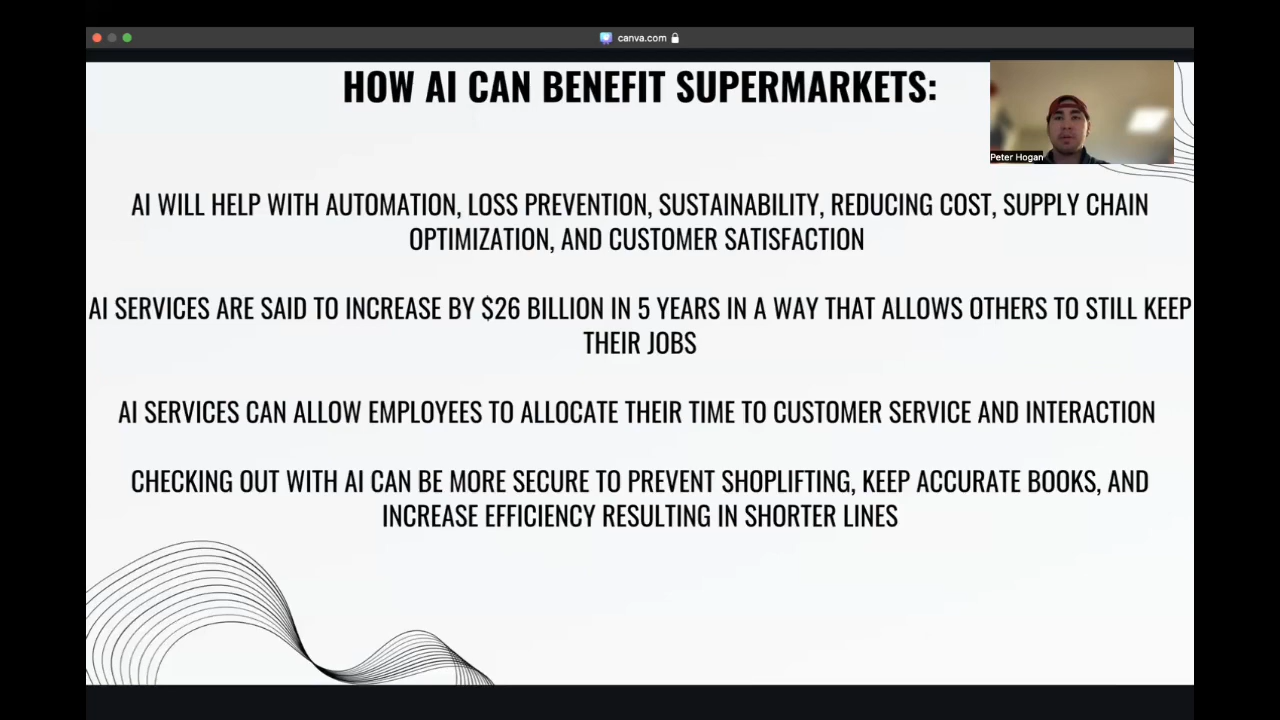 canva.com
HOW AI CAN BENEFIT SUPERMARKETS:
Peter Hogan
AI WILL HELP WITH AUTOMATION, LOSS PREVENTION, SUSTAINABILITY, REDUCING COST, SUPPLY CHAIN
OPTIMIZATION, AND CUSTOMER SATISFACTION
AI SERVICES ARE SAID TO INCREASE BY $26 BILLION IN 5 YEARS IN A WAY THAT ALLOWS OTHERS TO STILL KEEP
THEIR JOBS
AI SERVICES CAN ALLOW EMPLOYEES TO ALLOCATE THEIR TIME TO CUSTOMER SERVICE AND INTERACTION
CHECKING OUT WITH AI CAN BE MORE SECURE TO PREVENT SHOPLIFTING, KEEP ACCURATE BOOKS, AND
INCREASE EFFICIENCY RESULTING IN SHORTER LINES